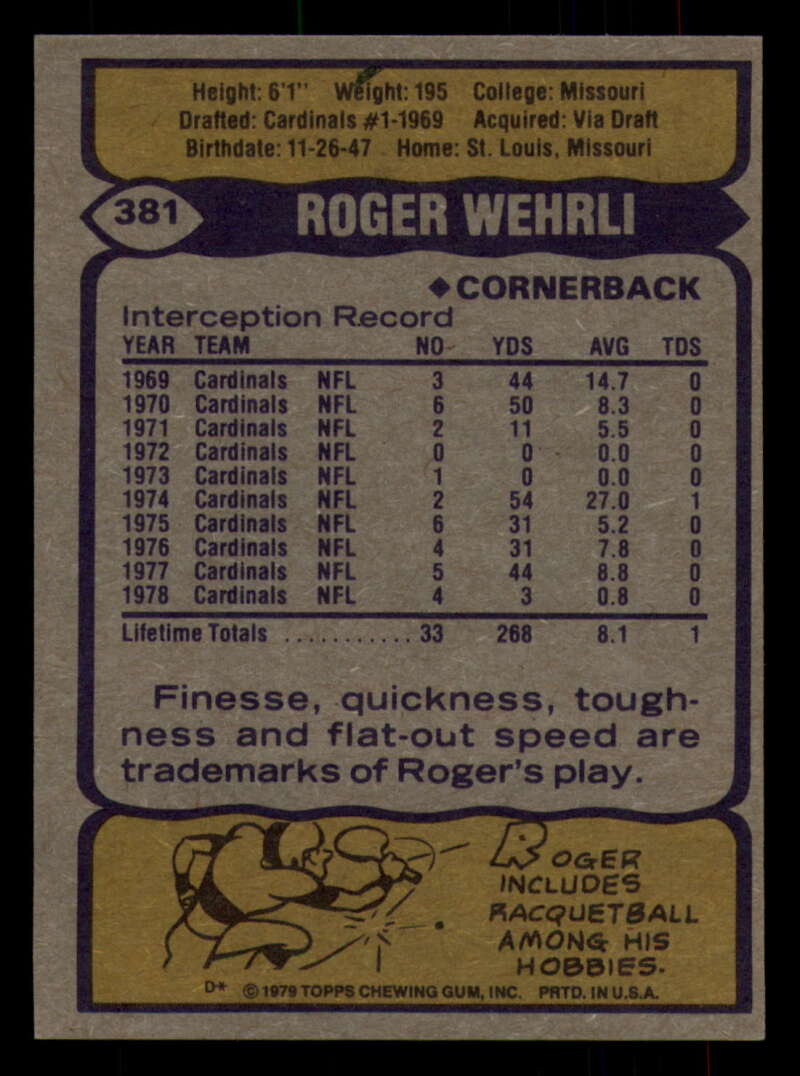 Height: 6'1" Weight: 195 College: Missouri
Drafted: Cardinals #1-1969 Acquired: Via Draft
Birthdate: 11-26-47 Home: St. Louis, Missouri
381 ROGER WEHRLI
◆CORNERBACK
Interception Record
YEAR TEAM NO YDS AVG TDS
1969 Cardinals NFL 3 44 14.7 0
1970 Cardinals NFL 6 50 8.3 0
1971 Cardinals NFL 2 11 5.5 0
1972 Cardinals NFL 0 0 0.0 0
1973 Cardinals NFL 1 0 0.0 0
1974 Cardinals NFL 2 54 27.0 1
1975 Cardinals NFL 6 31 5.2 0
1976 Cardinals NFL 4 31 7.8 0
1977 Cardinals NFL 5 44 8.8 0
1978 Cardinals NFL 4 3 0.8 0
Lifetime Totals ........... 33 268 8.1 1
Finesse, quickness, tough-
ness and flat-out speed are
trademarks of Roger's play.
ROGER
INCLUDES
RACQUETBALL
AMONG HIS
HOBBIES.
D* © 1979 TOPPS CHEWING GUM, INC. PRTD. IN U.S.A.